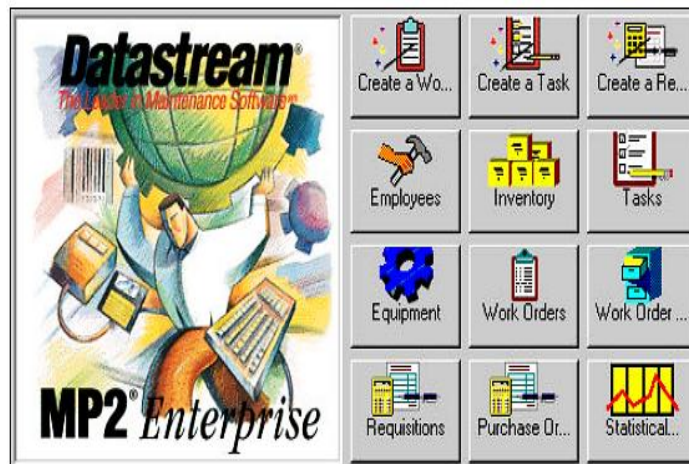 Datastream®
The Leader in Maintenance Software™
MP2® Enterprise
Create a Wo...
Create a Task
Create a Re...
Employees
Inventory
Tasks
Equipment
Work Orders
Work Order ...
Requisitions
Purchase Or...
Statistical...